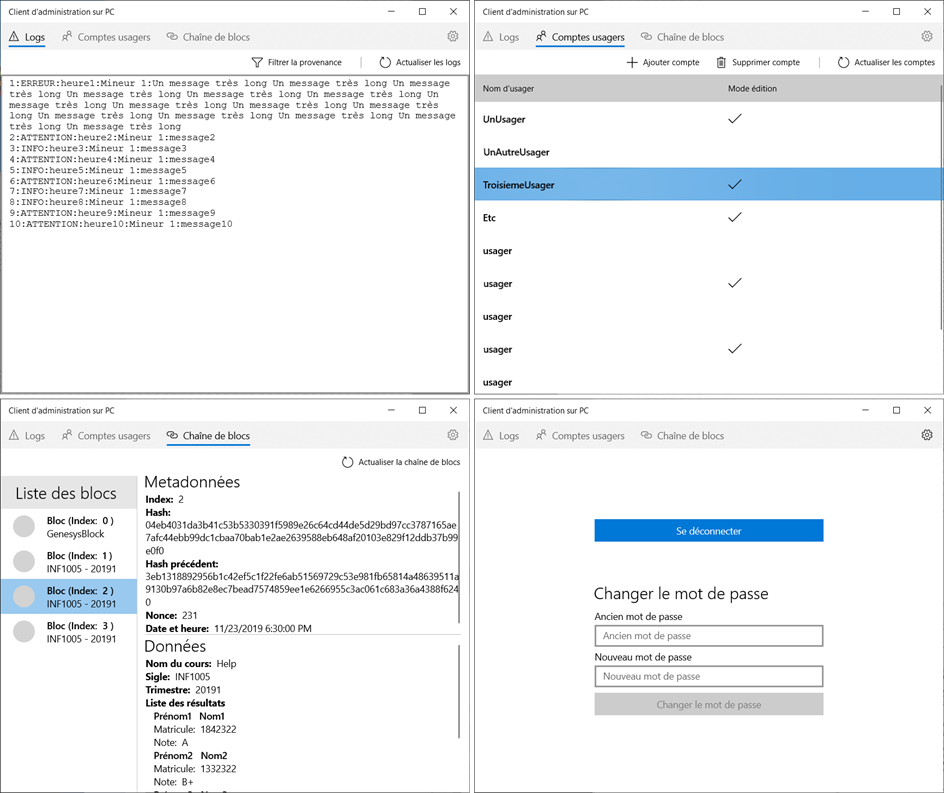 Client d'administration sur PC
Logs Comptes usagers Chaîne de blocs
Filtrer la provenance Actualiser les logs
1:ERREUR:heure1:Mineur 1:Un message très long Un message très long Un message
très long Un message très long Un message très long Un message très long Un
message très long Un message très long Un message très long Un message très
long Un message très long Un message très long Un message très long Un message
très long Un message très long
2:ATTENTION:heure2:Mineur 1:message2
3:INFO:heure3:Mineur 1:message3
4:ATTENTION:heure4:Mineur 1:message4
5:INFO:heure5:Mineur 1:message5
6:ATTENTION:heure6:Mineur 1:message6
7:INFO:heure7:Mineur 1:message7
8:INFO:heure8:Mineur 1:message8
9:ATTENTION:heure9:Mineur 1:message9
10:ATTENTION:heure10:Mineur 1:message10
Client d'administration sur PC
Logs Comptes usagers Chaîne de blocs
Ajouter compte Supprimer compte Actualiser les comptes
Nom d'usager Mode édition
UnUsager
UnAutreUsager
TroisiemeUsager
Etc
usager
usager
usager
usager
usager
Client d'administration sur PC
Logs Comptes usagers Chaîne de blocs
Actualiser la chaîne de blocs
Liste des blocs
Bloc (Index: 0 )
GenesysBlock
Bloc (Index: 1 )
INF1005 - 20191
Bloc (Index: 2 )
INF1005 - 20191
Bloc (Index: 3 )
INF1005 - 20191
Metadonnées
Index: 2
Hash:
04eb4031da3b41c53b5330391f5989e26c64cd44de5d29bd97cc3787165ae
7afc44ebb99dc1cbaa70bab1e2ae2639588eb648af20103e829f12ddb37b99
e0f0
Hash précédent:
3eb1318892956b1c42ef5c1f22fe6ab51569729c53e981fb65814a48639511a
9130b97a6b82e8ec7bead7574859ee1e6266955c3ac061c683a36a4388f624
0
Nonce: 231
Date et heure: 11/23/2019 6:30:00 PM
Données
Nom du cours: Help
Sigle: INF1005
Trimestre: 20191
Liste des résultats
Prénom1 Nom1
Matricule: 1842322
Note: A
Prénom2 Nom2
Matricule: 1332322
Note: B+
Client d'administration sur PC
Logs Comptes usagers Chaîne de blocs
Se déconnecter
Changer le mot de passe
Ancien mot de passe
Ancien mot de passe
Nouveau mot de passe
Nouveau mot de passe
Changer le mot de passe